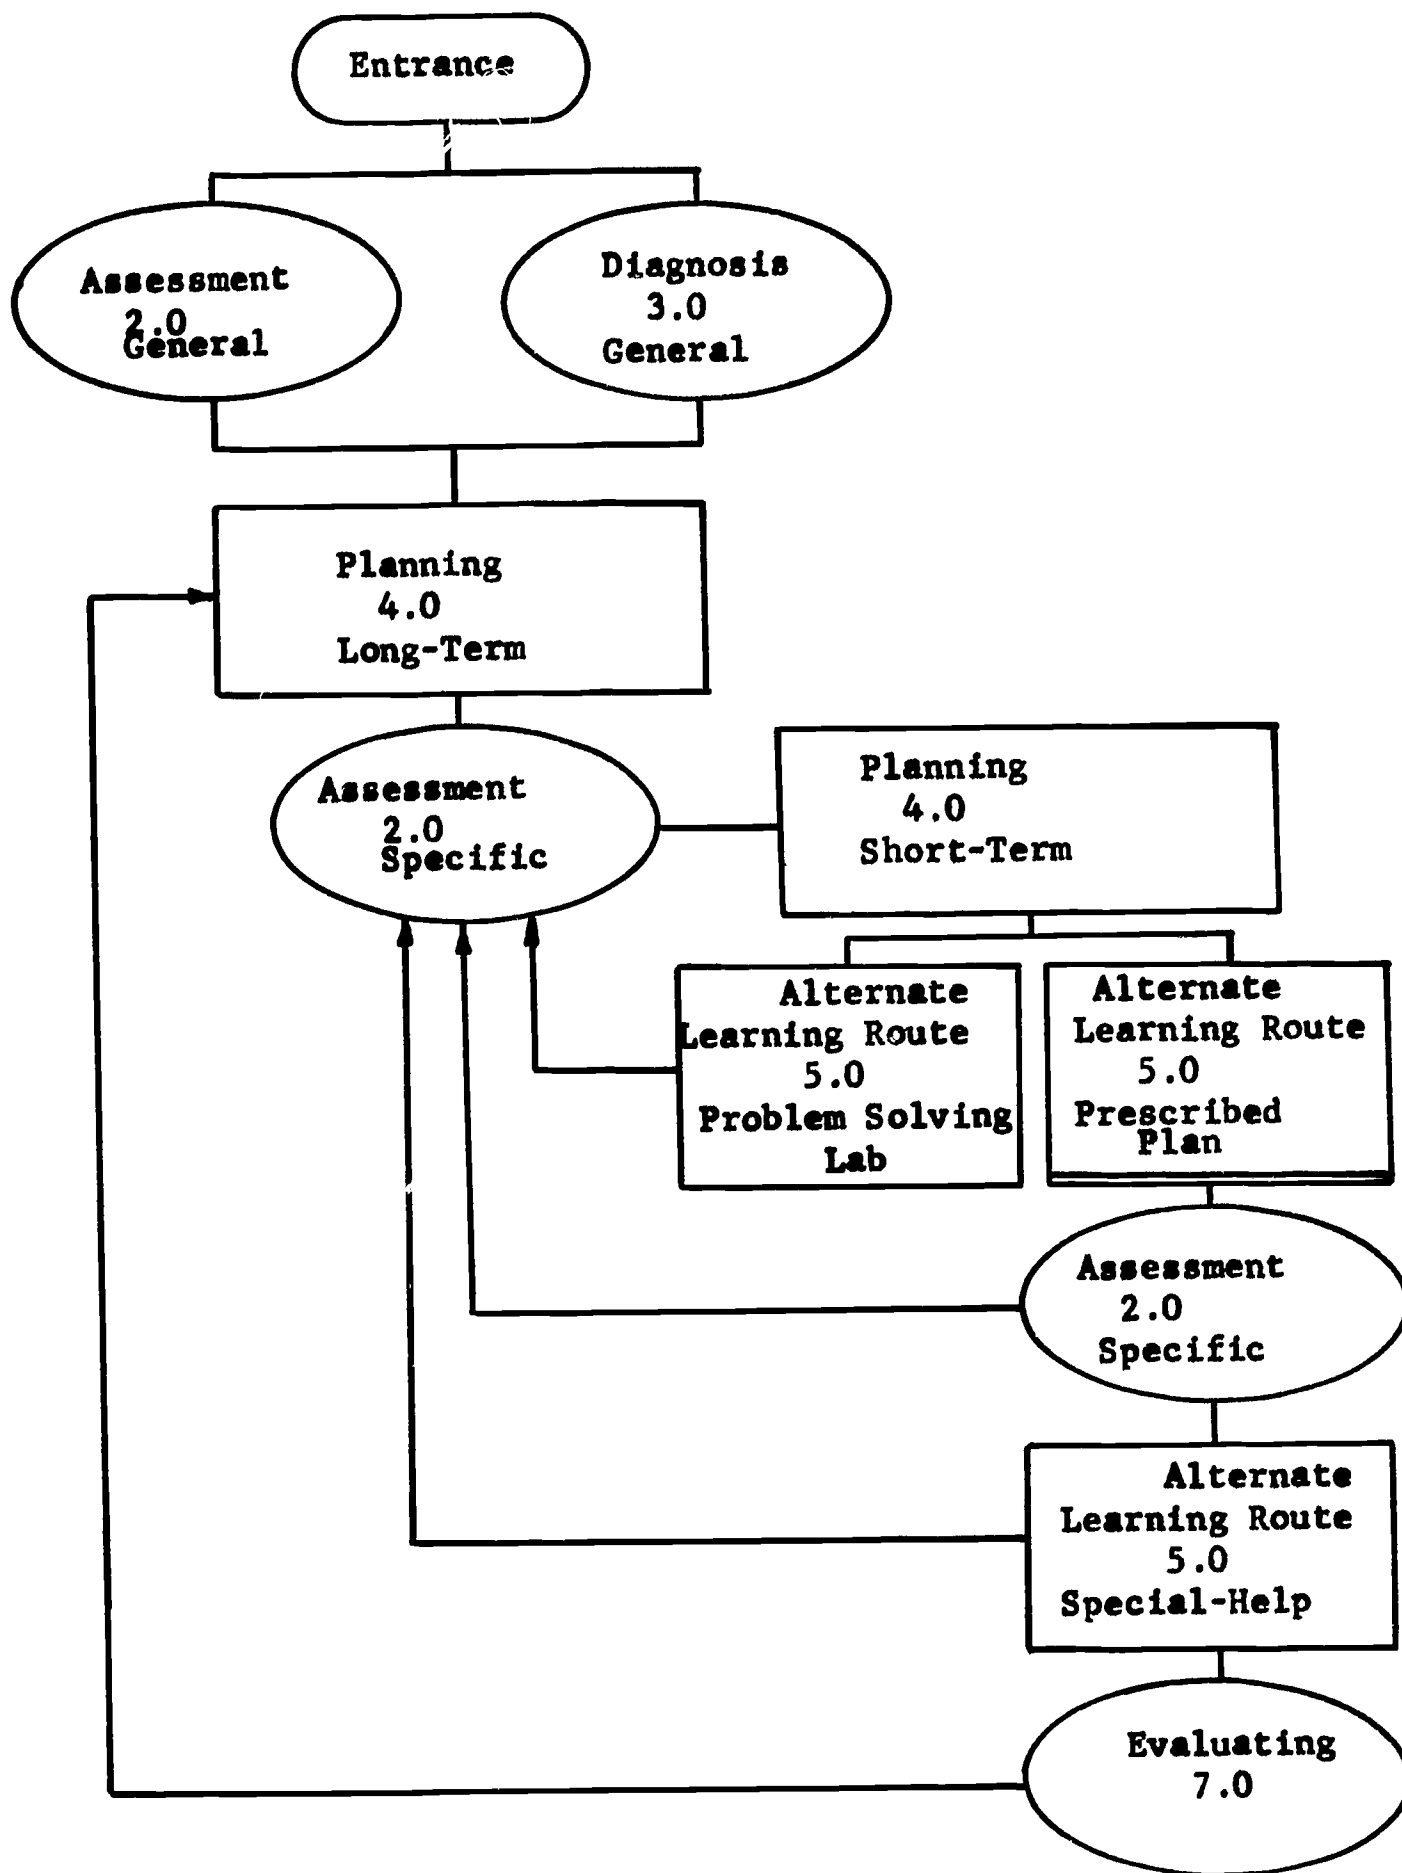 Entrance
Assessment
2.0
General
Diagnosis
3.0
General
Planning
4.0
Long-Term
Assessment
2.0
Specific
Planning
4.0
Short-Term
Alternate
Learning Route
5.0
Problem Solving
Lab
Alternate
Learning Route
5.0
Prescribed
Plan
Assessment
2.0
Specific
Alternate
Learning Route
5.0
Special-Help
Evaluating
7.0